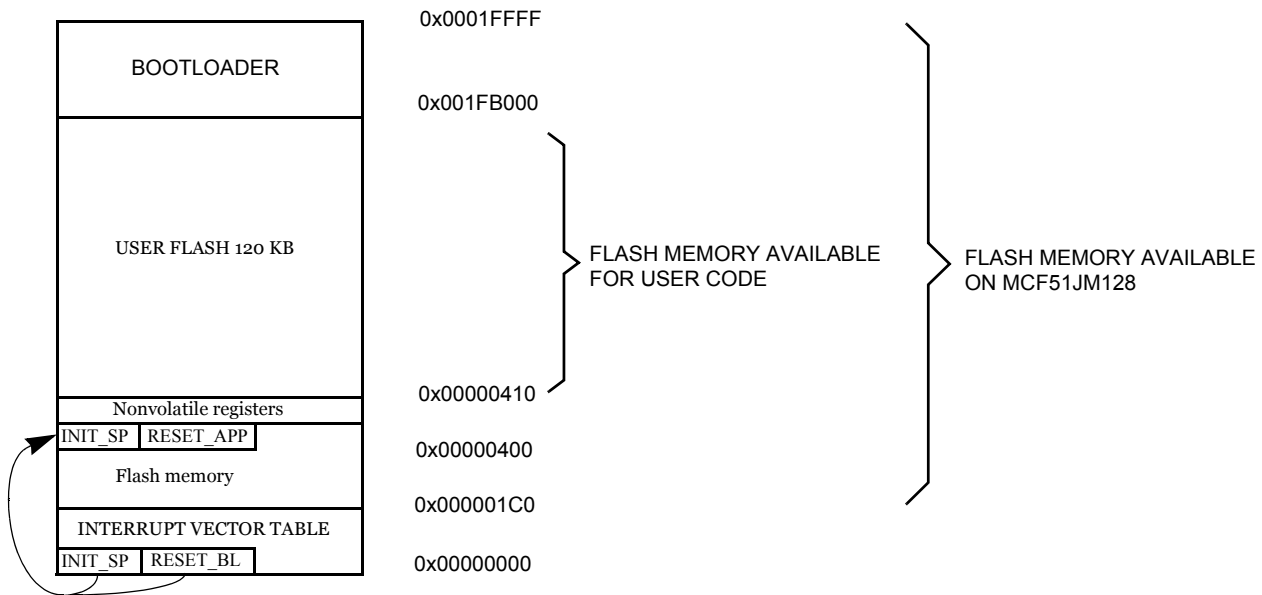 0x0001FFFF
BOOTLOADER
0x001FB000
USER FLASH 120 KB
FLASH MEMORY AVAILABLE
FOR USER CODE
FLASH MEMORY AVAILABLE
ON MCF51JM128
0x00000410
Nonvolatile registers
INIT_SP RESET_APP
0x00000400
Flash memory
0x000001C0
INTERRUPT VECTOR TABLE
INIT_SP RESET_BL
0x00000000